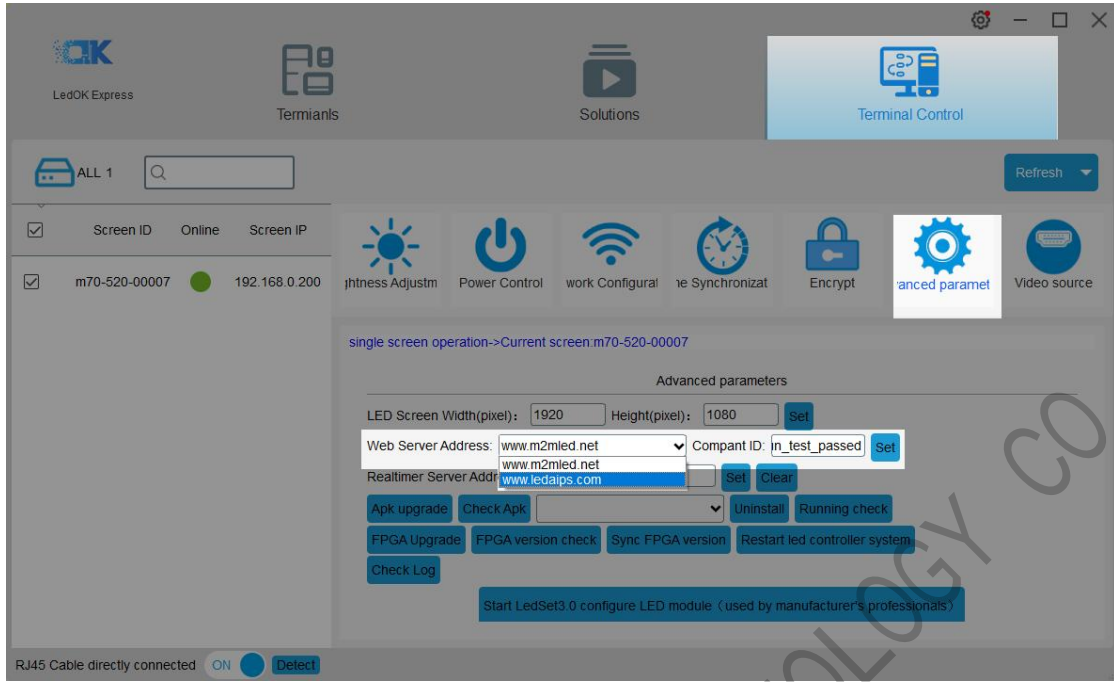 LedOK Express
Termianls
Solutions
Terminal Control
ALL 1
Refresh
Screen ID Online Screen IP
m70-520-00007 192.168.0.200
jhtness Adjustm Power Control work Configurat ne Synchronizat Encrypt 'anced paramet Video source
single screen operation->Current screen:m70-520-00007
Advanced parameters
LED Screen Width(pixel): 1920 Height(pixel): 1080 Set
Web Server Address: www.m2mled.net Compant ID: in_test_passed Set
www.m2mled.net
Realtimer Server Addr www.ledaips.com Set Clear
Apk upgrade Check Apk Uninstall Running check
FPGA Upgrade FPGA version check Sync FPGA version Restart led controller system
Check Log
Start LedSet3.0 configure LED module（used by manufacturer's professionals）
RJ45 Cable directly connected ON Detect
OLOGY CO